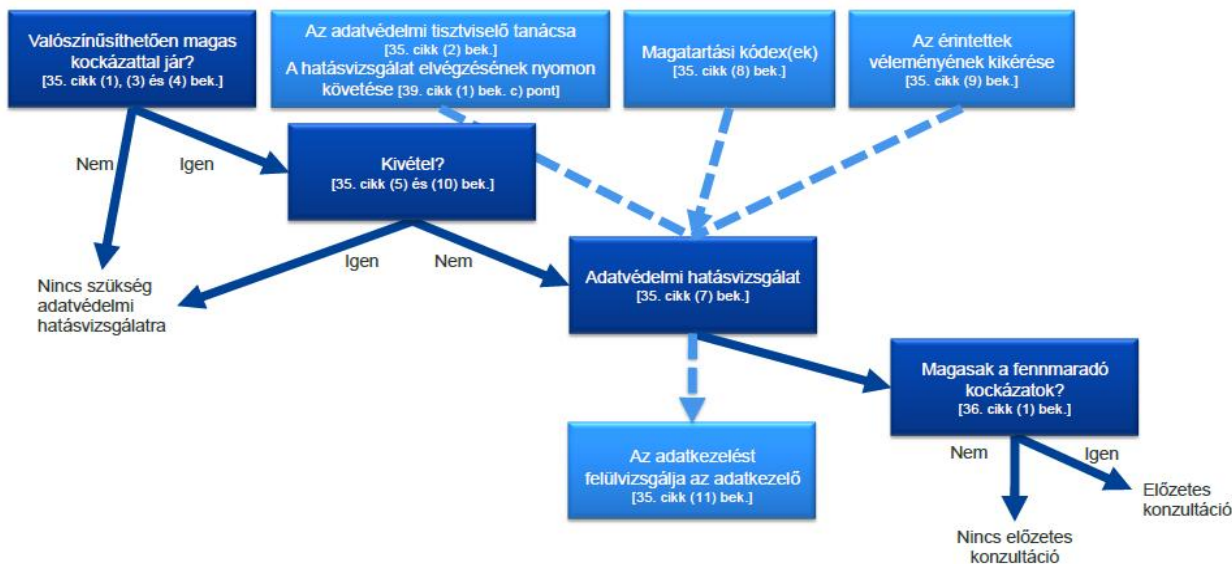 Valószínűsíthetően magas
kockázattal jár?
[35. cikk (1), (3) és (4) bek.]
Az adatvédelmi tisztviselő tanácsa
[35. cikk (2) bek.]
A hatásvizsgálat elvégzésének nyomon
követése [39. cikk (1) bek. c) pont]
Magatartási kódex(ek)
[35. cikk (8) bek.]
Az érintettek
véleményének kikérése
[35. cikk (9) bek.]
Nem
Igen
Kivétel?
[35. cikk (5) és (10) bek.]
Igen
Nem
Nincs szükség
adatvédelmi
hatásvizsgálatra
Adatvédelmi hatásvizsgálat
[35. cikk (7) bek.]
Magasak a fennmaradó
kockázatok?
[36. cikk (1) bek.]
Az adatkezelést
felülvizsgálja az adatkezelő
[35. cikk (11) bek.]
Nem
Igen
Előzetes
konzultáció
Nincs előzetes
konzultáció